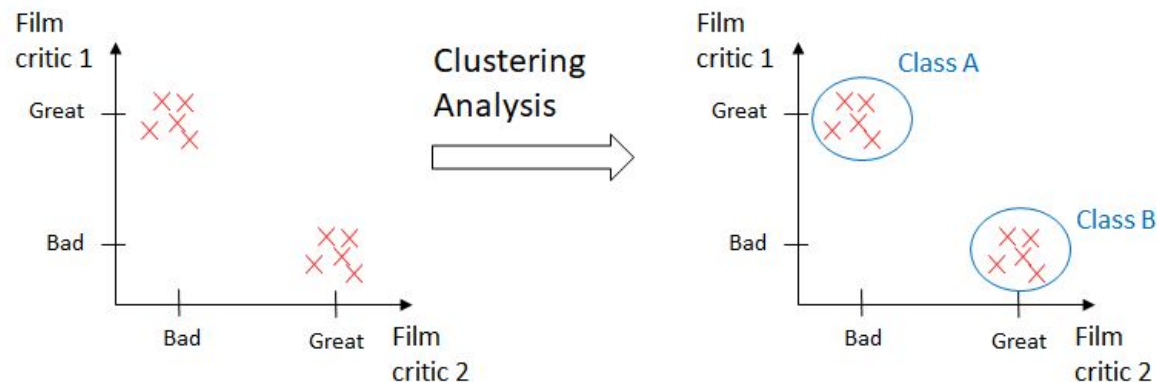 Film
critic 1
Great
Bad
Bad
Great
Film
critic 2
Clustering
Analysis
Film
critic 1
Class A
Great
Class B
Bad
Bad
Great
Film
critic 2